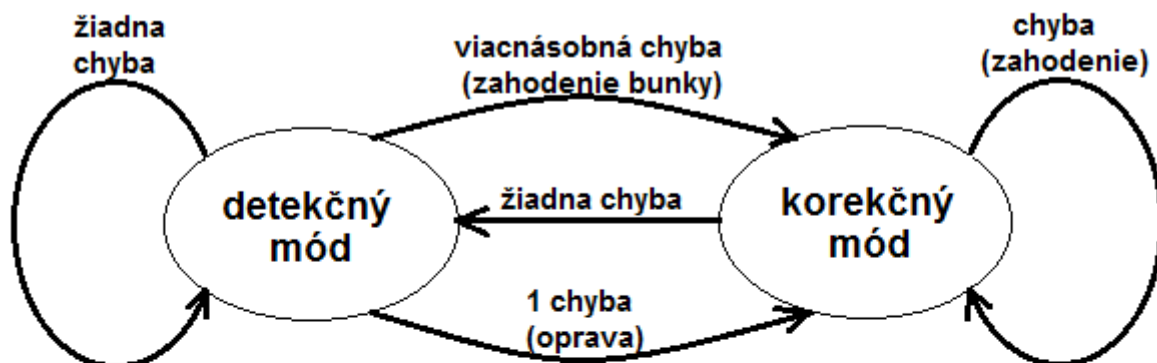 žiadna
chyba
viacnásobná chyba
(zahodenie bunky)
chyba
(zahodenie)
detekčný
mód
žiadna chyba
korekčný
mód
1 chyba
(oprava)